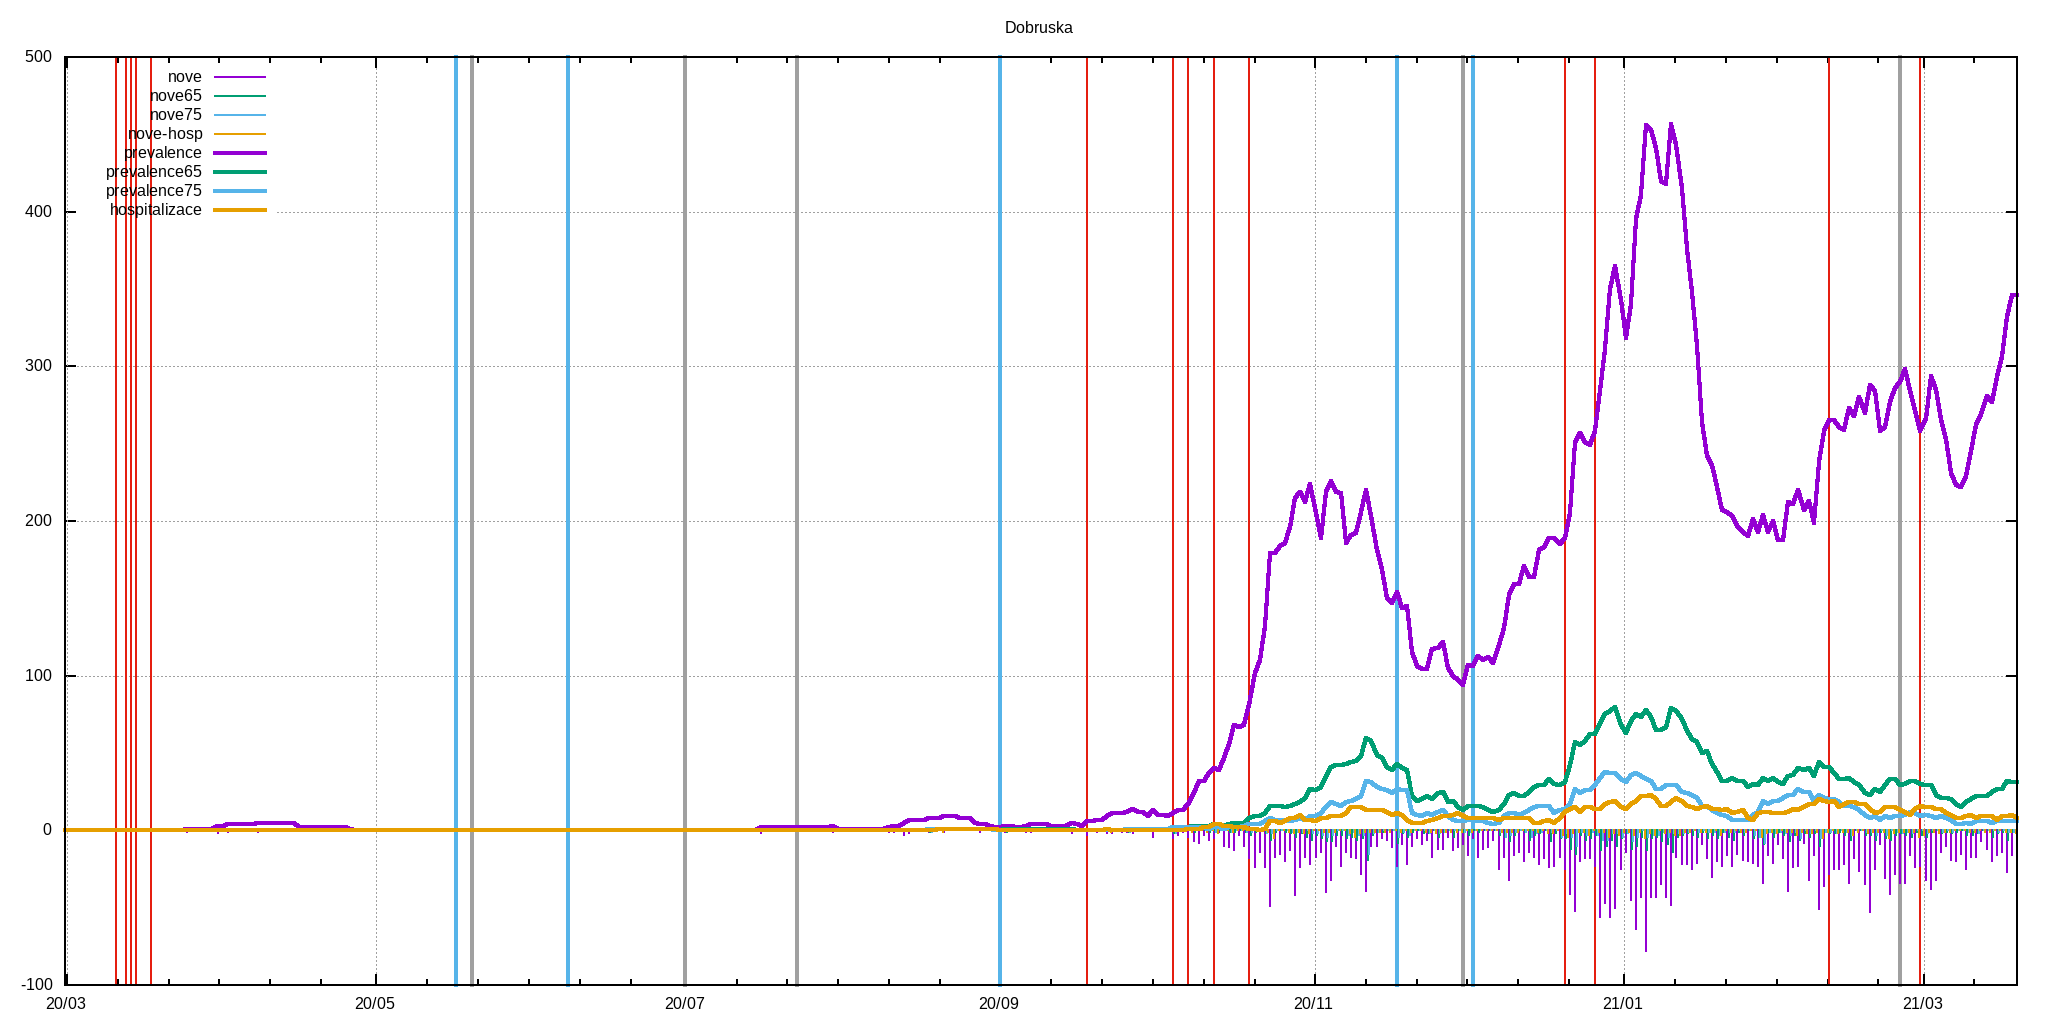 Dobruska
500
nove
nove65
nove75
nove-hosp
prevalence
prevalence65
prevalence75
hospitalizace
400
300
200
100
0
-100
20/03 20/05 20/07 20/09 20/11 21/01 21/03